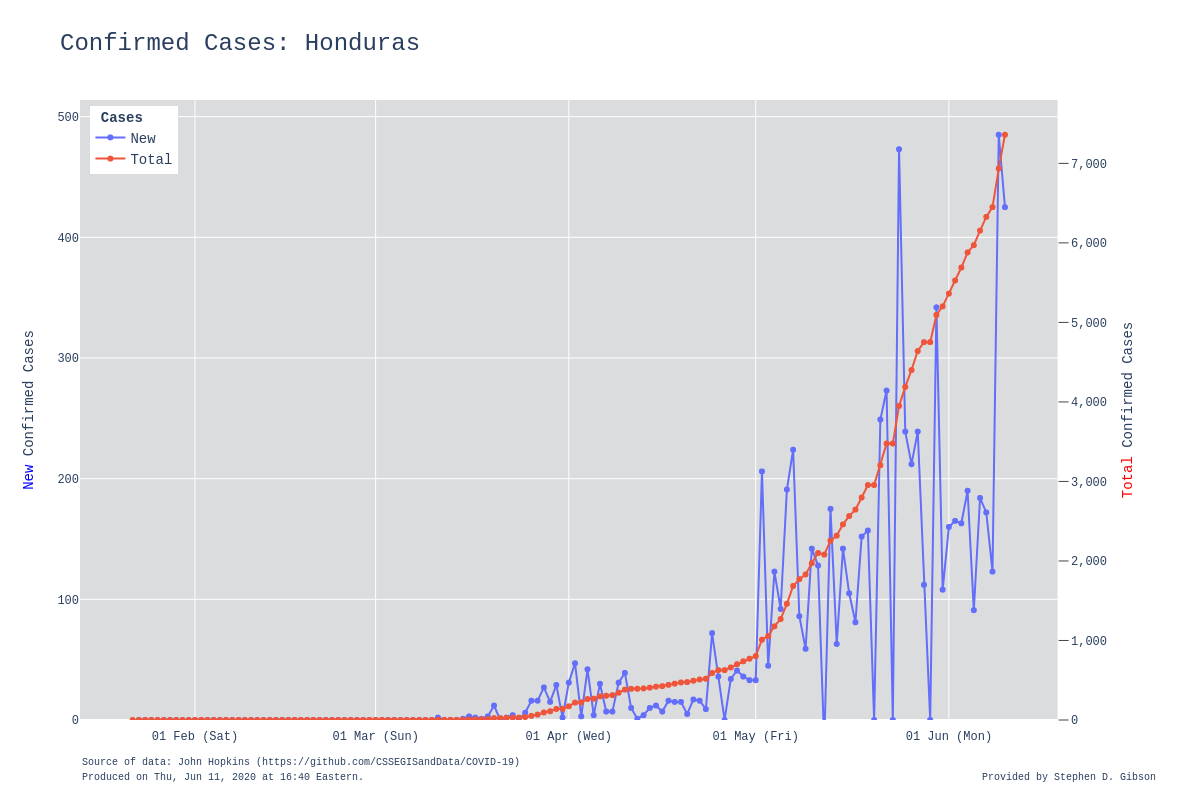 Confirmed Cases: Honduras
Cases
New
Total
500
400
300
200
100
0
7,000
6,000
5,000
4,000
3,000
2,000
1,000
0
New Confirmed Cases
Total Confirmed Cases
01 Feb (Sat)
01 Mar (Sun)
01 Apr (Wed)
01 May (Fri)
01 Jun (Mon)
Source of data: John Hopkins (https://github.com/CSSEGISandData/COVID-19)
Produced on Thu, Jun 11, 2020 at 16:40 Eastern.
Provided by Stephen D. Gibson